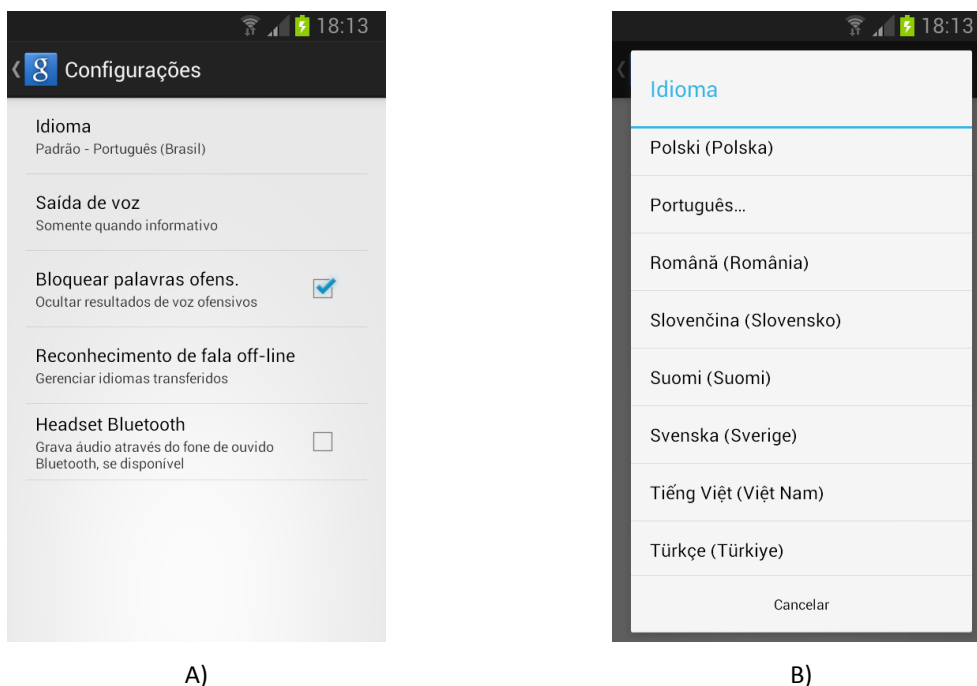 18:13
g Configurações
Idioma
Padrão - Português (Brasil)
Saída de voz
Somente quando informativo
Bloquear palavras ofens.
Ocultar resultados de voz ofensivos
Reconhecimento de fala off-line
Gerenciar idiomas transferidos
Headset Bluetooth
Grava áudio através do fone de ouvido
Bluetooth, se disponível
A)
18:13
Idioma
Polski (Polska)
Português...
Română (România)
Slovenčina (Slovensko)
Suomi (Suomi)
Svenska (Sverige)
Tiếng Việt (Việt Nam)
Türkçe (Türkiye)
Cancelar
B)